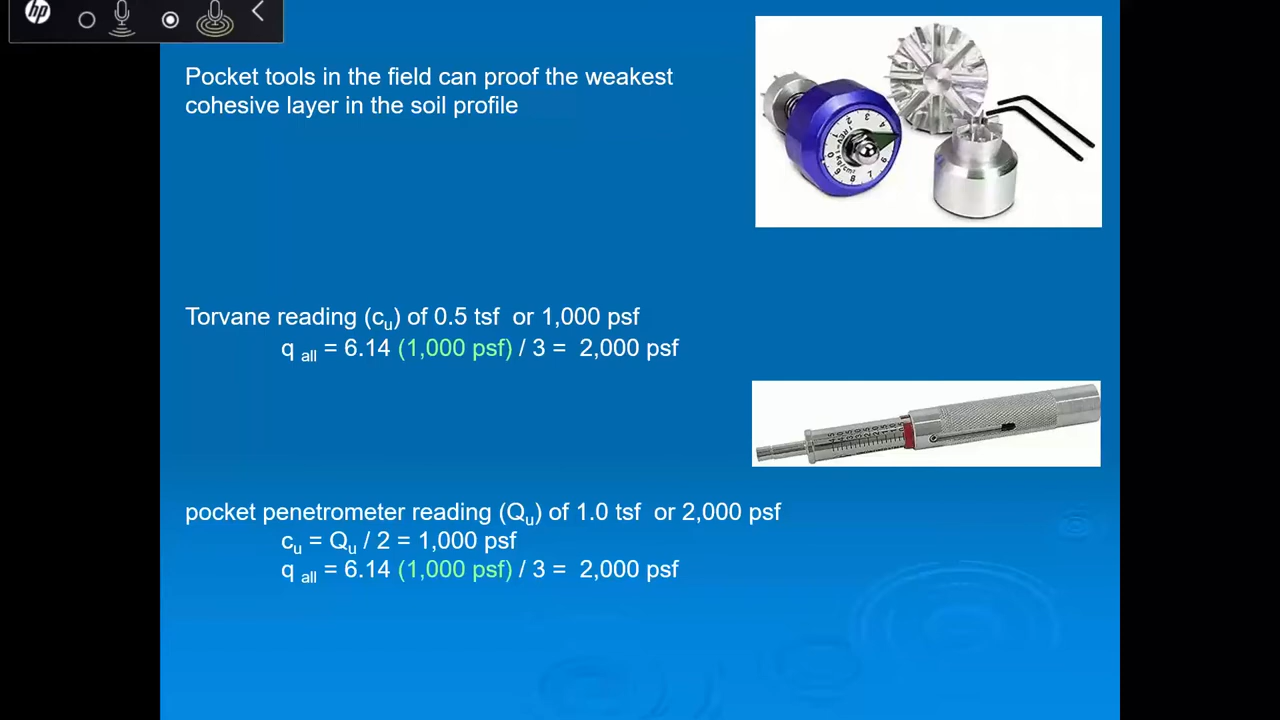 hp
Pocket tools in the field can proof the weakest
cohesive layer in the soil profile
Torvane reading (cu) of 0.5 tsf or 1,000 psf
q all = 6.14 (1,000 psf) / 3 = 2,000 psf
pocket penetrometer reading (Qu) of 1.0 tsf or 2,000 psf
cu = Qu / 2 = 1,000 psf
q all = 6.14 (1,000 psf) / 3 = 2,000 psf